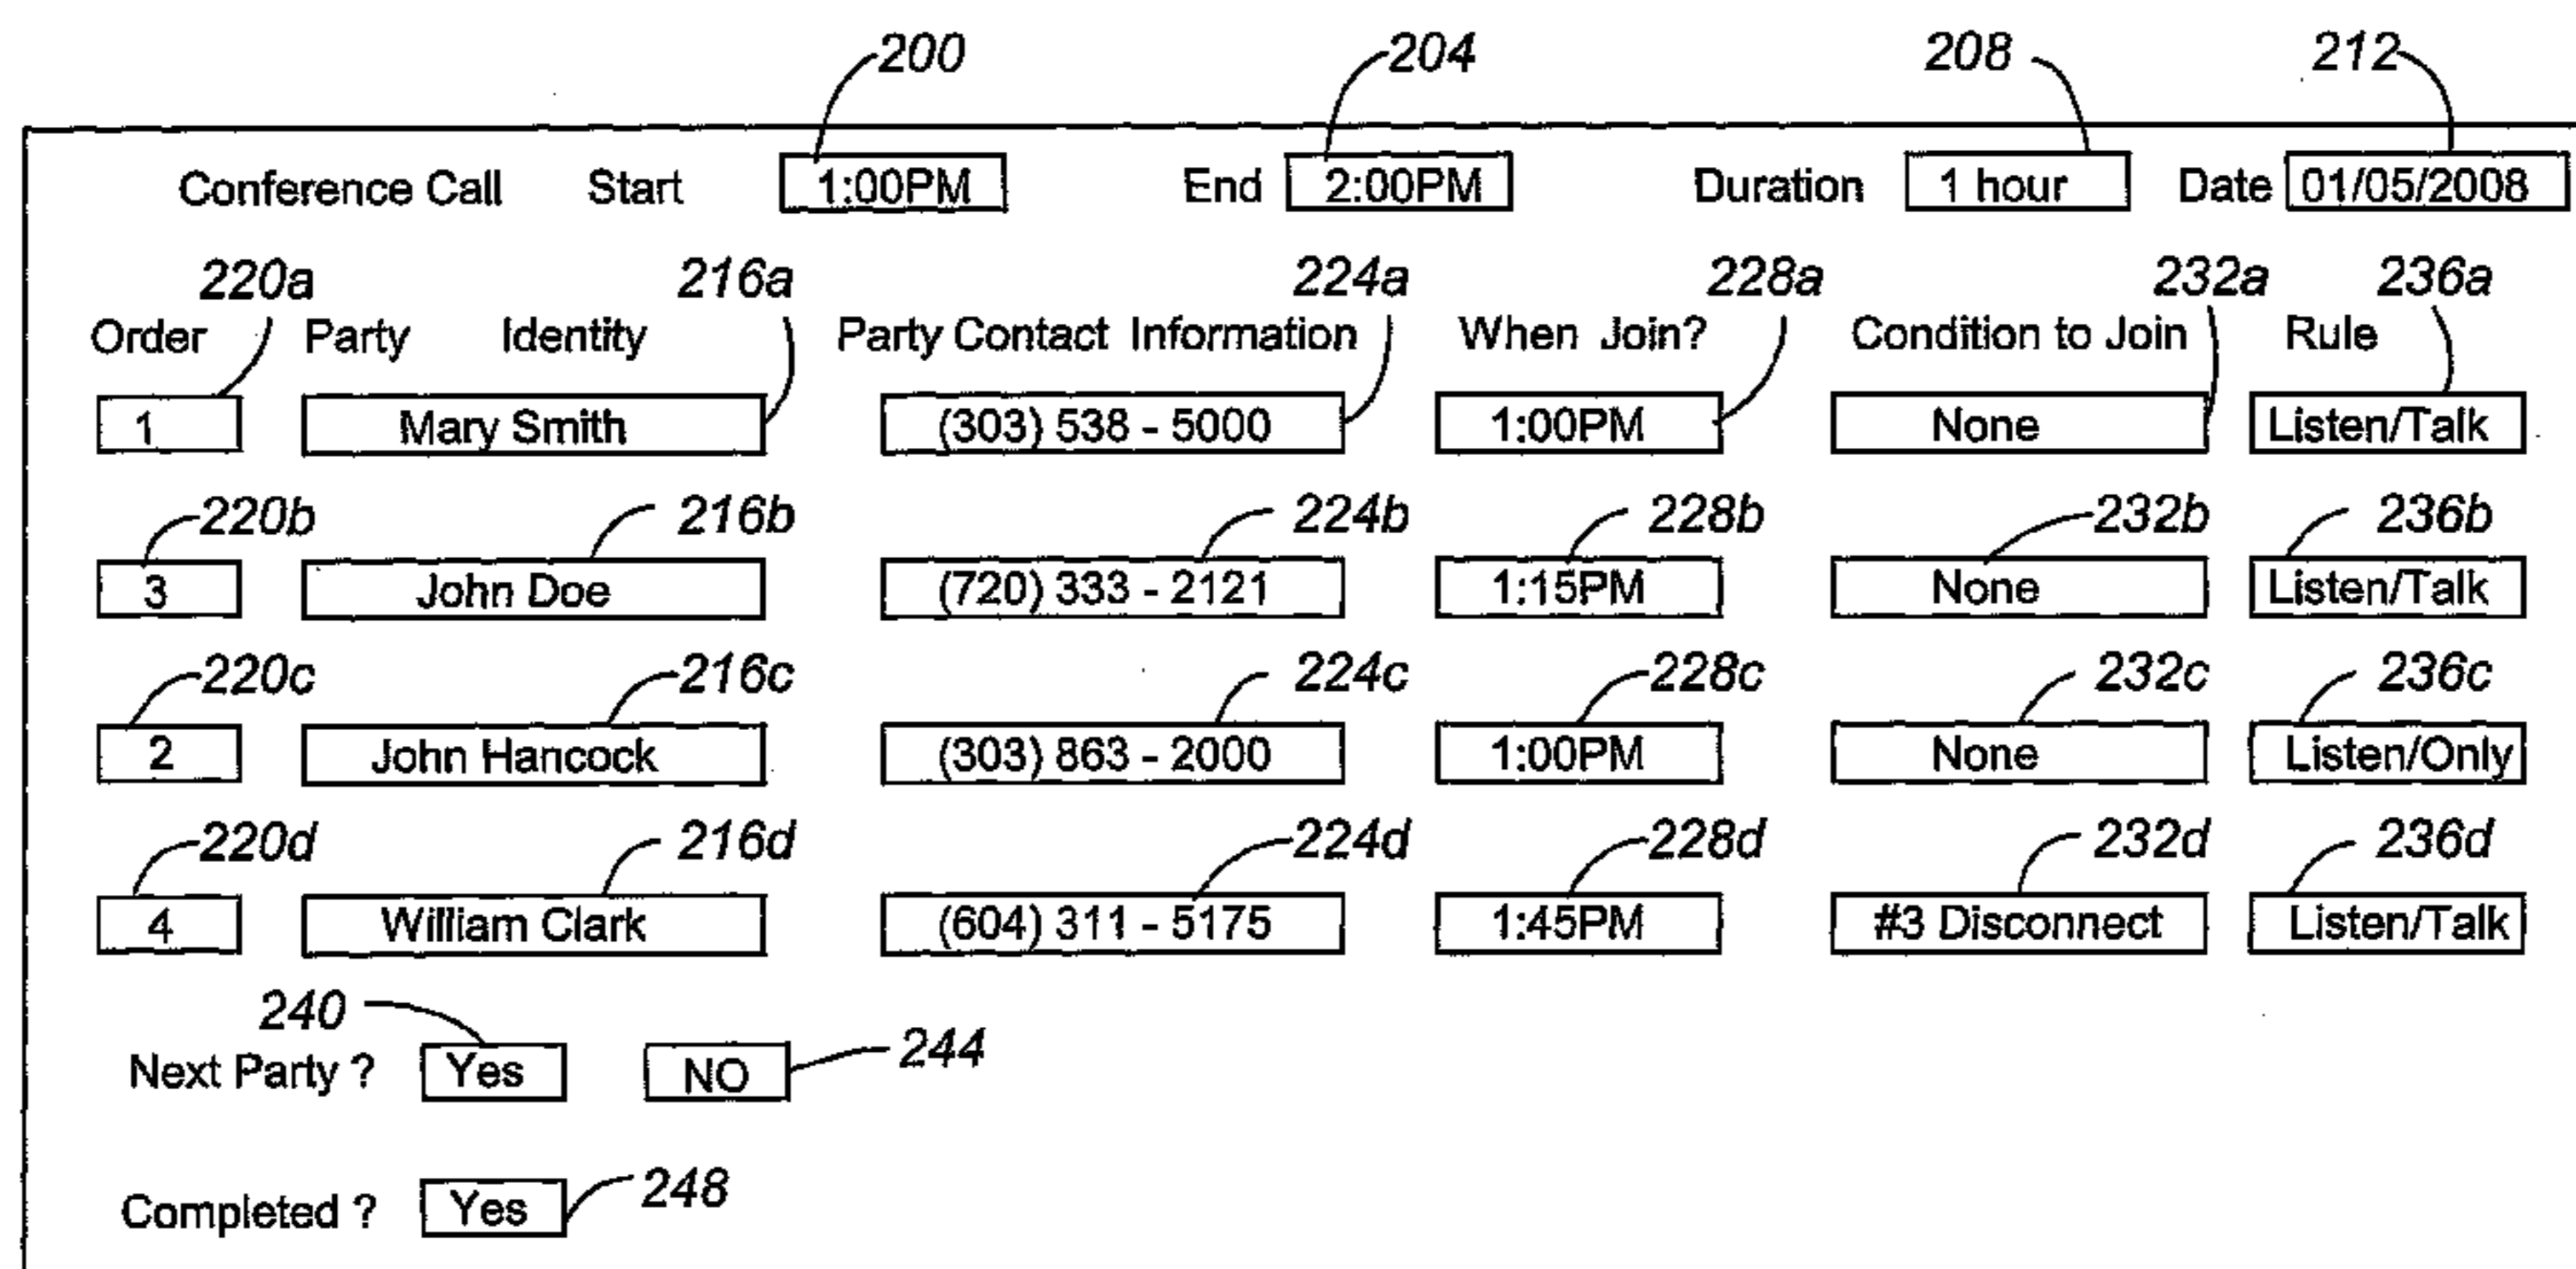 200 204 208 212
Conference Call Start 1:00PM End 2:00PM Duration 1 hour Date 01/05/2008
220a 216a 224a 228a 232a 236a
Order Party Identity Party Contact Information When Join? Condition to Join Rule
1 Mary Smith (303) 538 - 5000 1:00PM None Listen/Talk
220b 216b 224b 228b 232b 236b
3 John Doe (720) 333 - 2121 1:15PM None Listen/Talk
220c 216c 224c 228c 232c 236c
2 John Hancock (303) 863 - 2000 1:00PM None Listen/Only
220d 216d 224d 228d 232d 236d
4 William Clark (604) 311 - 5175 1:45PM #3 Disconnect Listen/Talk
240
Next Party ? Yes NO 244
Completed ? Yes 248